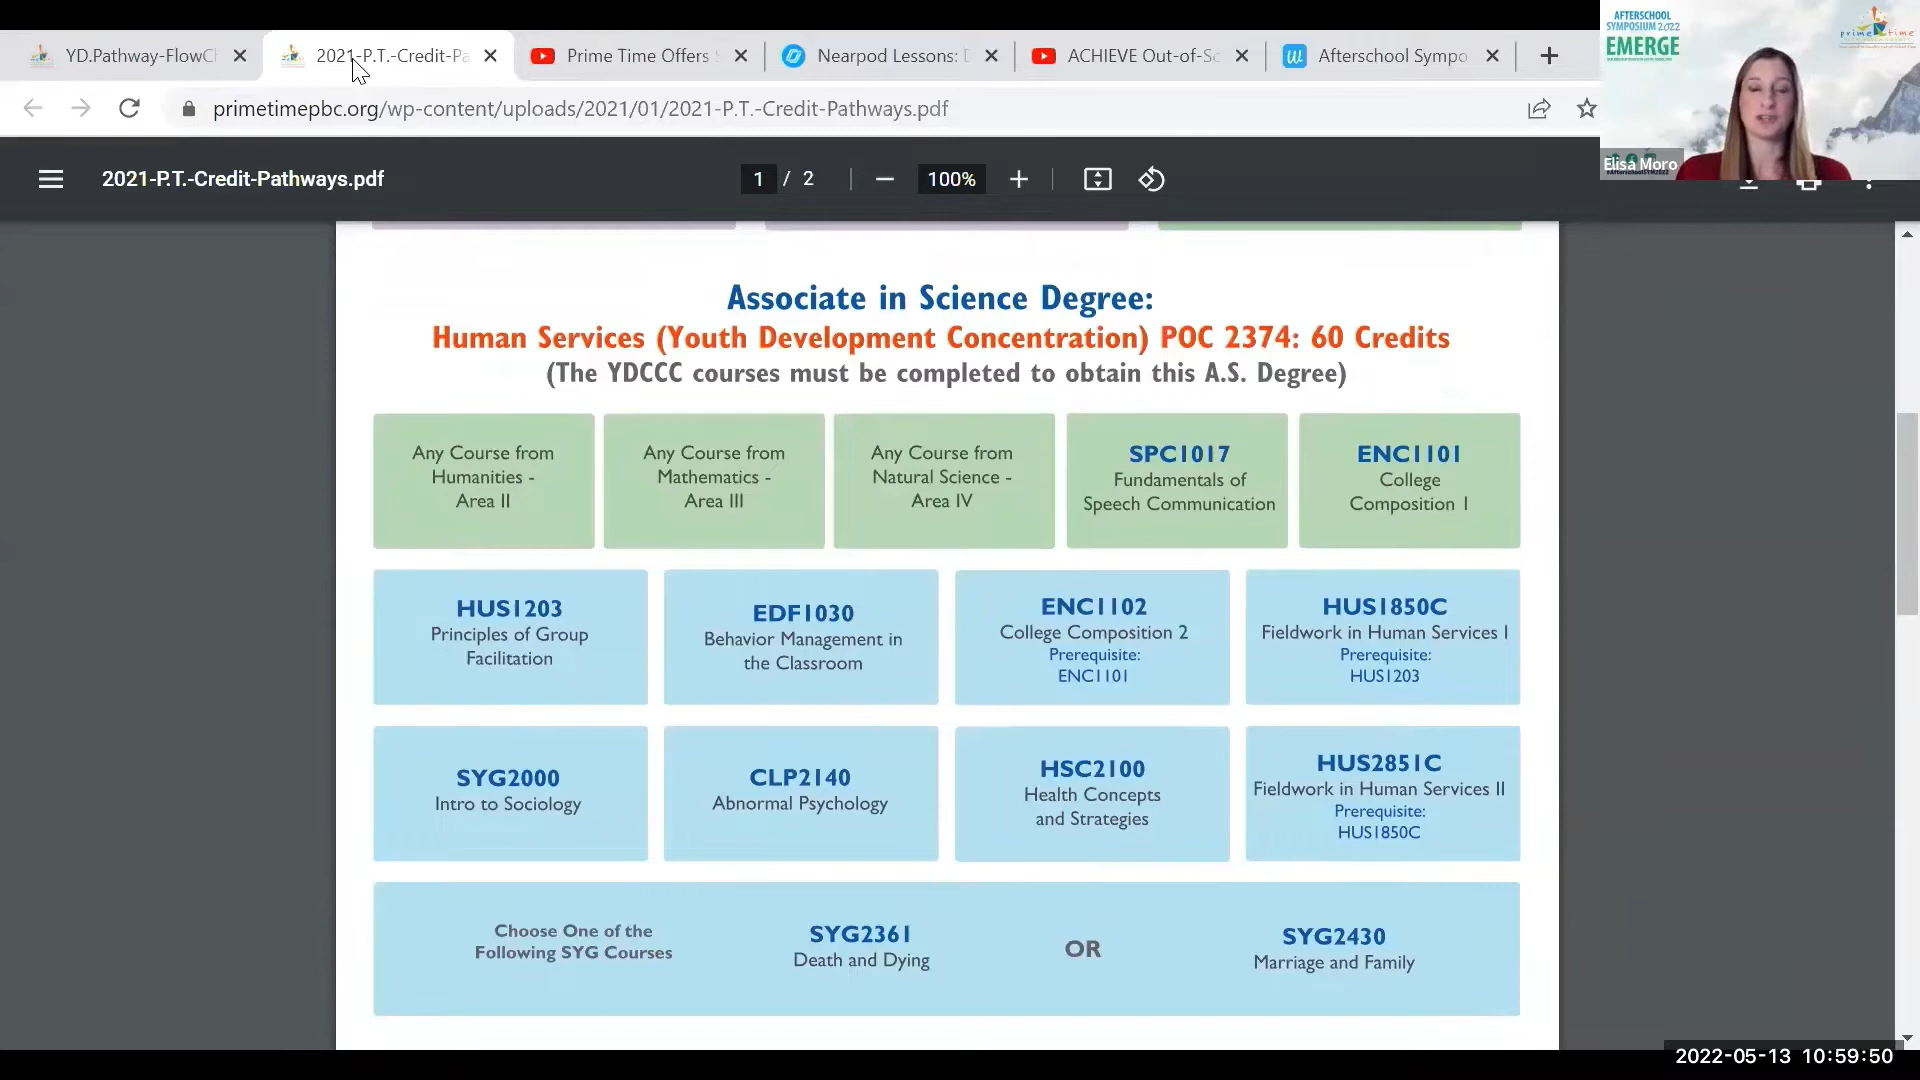 YD.Pathway-FlowCh
2021-P.T.-Credit-Pa
Prime Time Offers
Nearpod Lessons: D
ACHIEVE Out-of-Sc
Afterschool Sympo
primetimepbc.org/wp-content/uploads/2021/01/2021-P.T.-Credit-Pathways.pdf
AFTERSCHOOL
SYMPOSIUM 2022
EMERGE
prime time
Elisa Moro
2021-P.T.-Credit-Pathways.pdf
1 / 2
100%
Associate in Science Degree:
Human Services (Youth Development Concentration) POC 2374: 60 Credits
(The YDCCC courses must be completed to obtain this A.S. Degree)
Any Course from
Humanities -
Area II
Any Course from
Mathematics -
Area III
Any Course from
Natural Science -
Area IV
SPC1017
Fundamentals of
Speech Communication
ENC1101
College
Composition 1
HUS1203
Principles of Group
Facilitation
EDF1030
Behavior Management in
the Classroom
ENC1102
College Composition 2
Prerequisite:
ENC1101
HUS1850C
Fieldwork in Human Services I
Prerequisite:
HUS1203
SYG2000
Intro to Sociology
CLP2140
Abnormal Psychology
HSC2100
Health Concepts
and Strategies
HUS2851C
Fieldwork in Human Services II
Prerequisite:
HUS1850C
Choose One of the
Following SYG Courses
SYG2361
Death and Dying
OR
SYG2430
Marriage and Family
2022-05-13 10:59:50